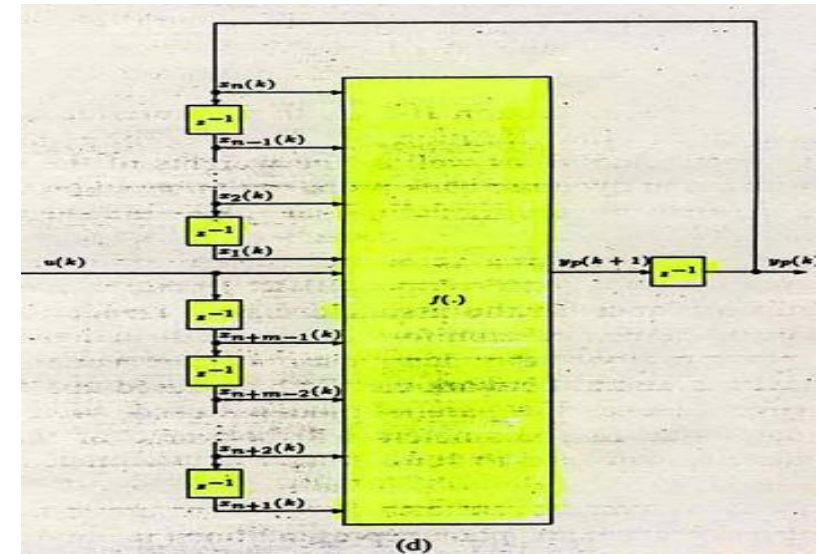 xn(k)
z−1
xn−1(k)
x2(k)
z−1
x1(k)
u(k)
yp(k + 1)
z−1
yp(k)
z−1
f(.)
xn+m−1(k)
z−1
xn+m−2(k)
xn+2(k)
z−1
xn+1(k)
(d)